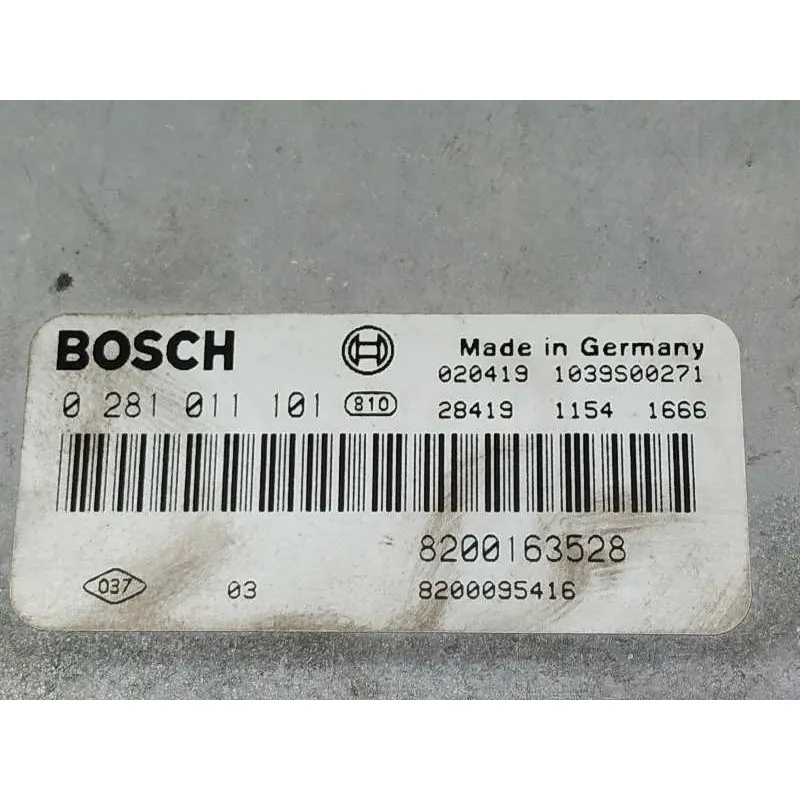 BOSCH Made in Germany
020419 1039S00271
0 281 011 101 810 28419 1154 1666
8200163528
037 03 8200095416